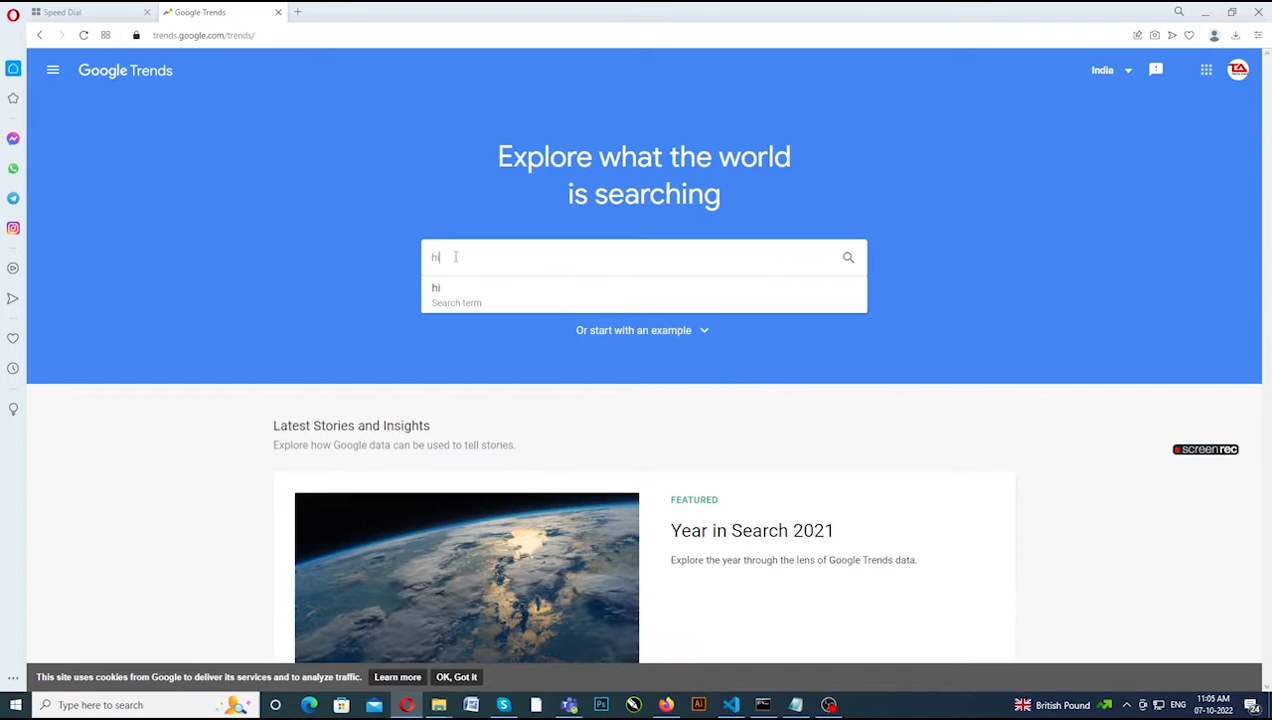 Speed Dial
Google Trends
trends.google.com/trends/
Google Trends
India
Explore what the world
is searching
hi
hi
Search term
Or start with an example
Latest Stories and Insights
Explore how Google data can be used to tell stories.
screenrec
FEATURED
Year in Search 2021
Explore the year through the lens of Google Trends data.
This site uses cookies from Google to deliver its services and to analyze traffic.
Learn more
OK, Got it
Type here to search
British Pound
ENG
11:05 AM
07-10-2022
24